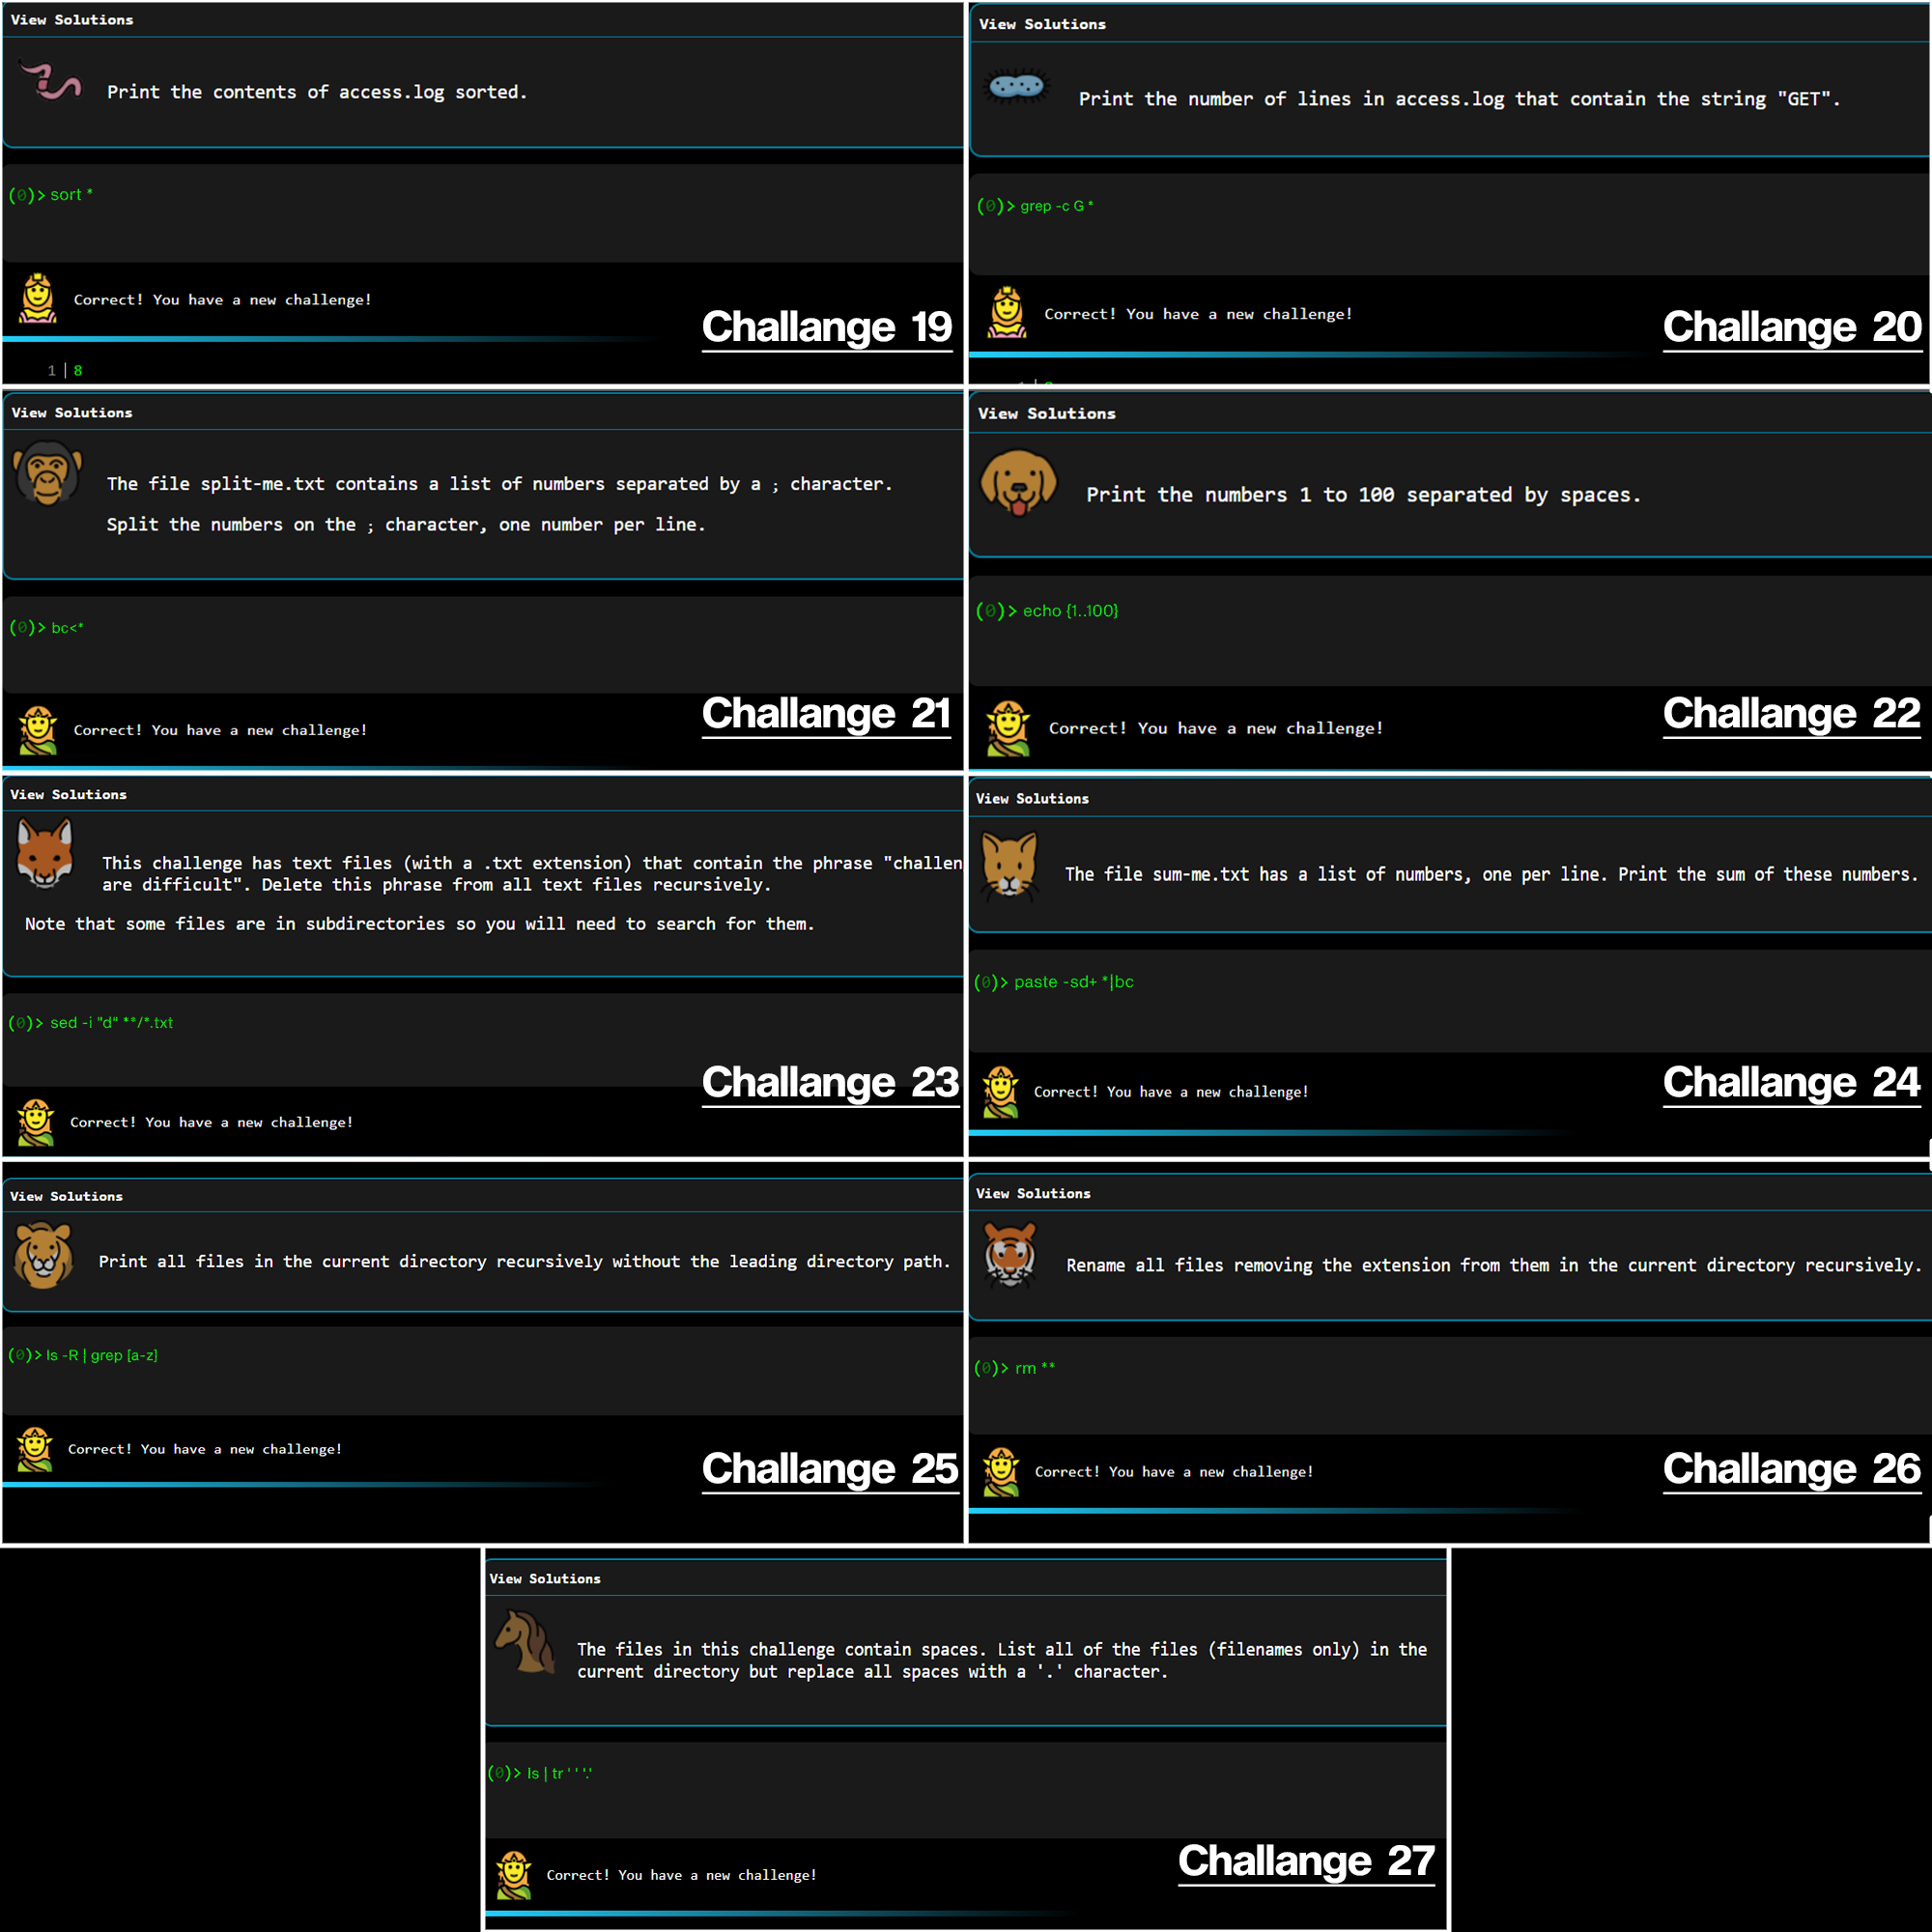 View Solutions
Print the contents of access.log sorted.
(0)> sort *
Correct! You have a new challenge!
Challange 19
1 | 8
View Solutions
Print the number of lines in access.log that contain the string "GET".
(0)> grep -c G *
Correct! You have a new challenge!
Challange 20
View Solutions
The file split-me.txt contains a list of numbers separated by a ; character.
Split the numbers on the ; character, one number per line.
(0)> bc<*
Correct! You have a new challenge!
Challange 21
View Solutions
Print the numbers 1 to 100 separated by spaces.
(0)> echo {1..100}
Correct! You have a new challenge!
Challange 22
View Solutions
This challenge has text files (with a .txt extension) that contain the phrase "challen
are difficult". Delete this phrase from all text files recursively.
Note that some files are in subdirectories so you will need to search for them.
(0)> sed -i "d" **/*.txt
Correct! You have a new challenge!
Challange 23
View Solutions
The file sum-me.txt has a list of numbers, one per line. Print the sum of these numbers.
(0)> paste -sd+ *|bc
Correct! You have a new challenge!
Challange 24
View Solutions
Print all files in the current directory recursively without the leading directory path.
(0)> ls -R | grep [a-z]
Correct! You have a new challenge!
Challange 25
View Solutions
Rename all files removing the extension from them in the current directory recursively.
(0)> rm **
Correct! You have a new challenge!
Challange 26
View Solutions
The files in this challenge contain spaces. List all of the files (filenames only) in the
current directory but replace all spaces with a '.' character.
(0)> ls | tr ' ' '.'
Correct! You have a new challenge!
Challange 27